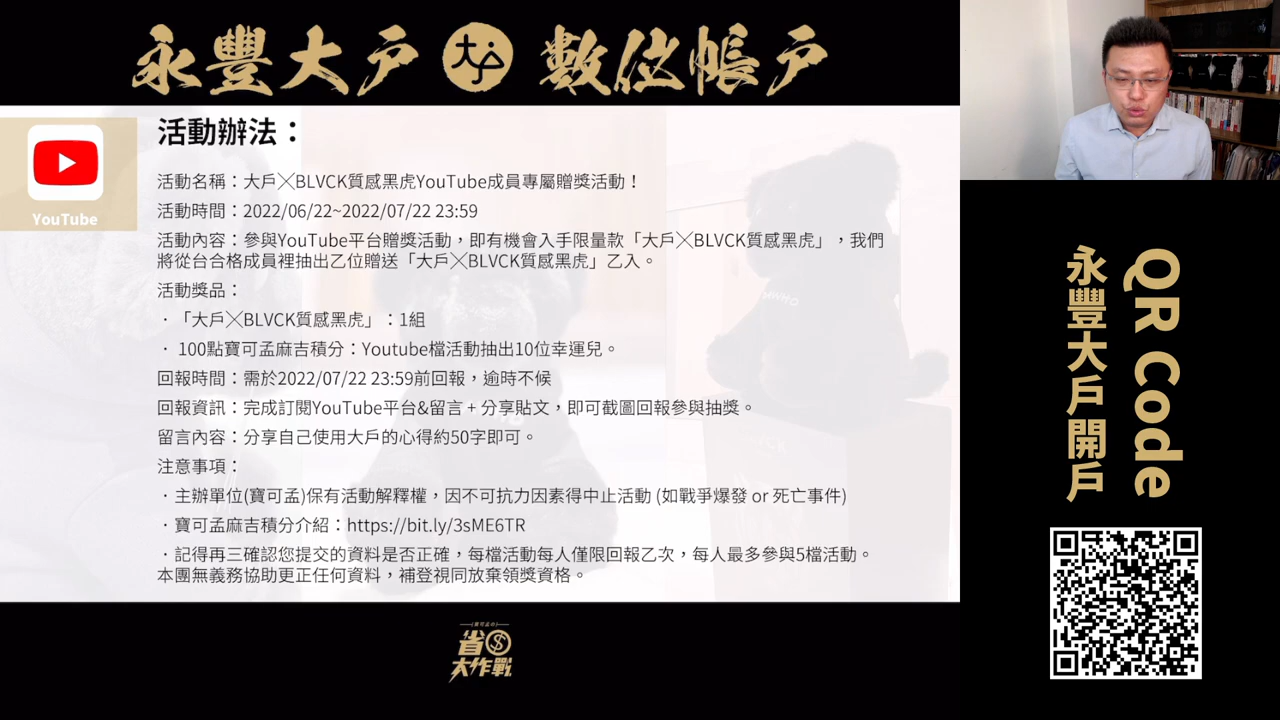 永豐大戶 大戶 數位帳戶
YouTube
活動辦法：
活動名稱：大戶╳BLVCK質感黑虎YouTube成員專屬贈獎活動！
活動時間：2022/06/22~2022/07/22 23:59
活動內容：參與YouTube平台贈獎活動，即有機會入手限量款「大戶╳BLVCK質感黑虎」，我們
將從台合格成員裡抽出乙位贈送「大戶╳BLVCK質感黑虎」乙入。
活動獎品：
·「大戶╳BLVCK質感黑虎」：1組
· 100點寶可孟麻吉積分：Youtube檔活動抽出10位幸運兒。
回報時間：需於2022/07/22 23:59前回報，逾時不候
回報資訊：完成訂閱YouTube平台&留言 + 分享貼文，即可截圖回報參與抽獎。
留言內容：分享自己使用大戶的心得約50字即可。
注意事項：
·主辦單位(寶可孟)保有活動解釋權，因不可抗力因素得中止活動 (如戰爭爆發 or 死亡事件)
·寶可孟麻吉積分介紹：https://bit.ly/3sME6TR
·記得再三確認您提交的資料是否正確，每檔活動每人僅限回報乙次，每人最多參與5檔活動。
本團無義務協助更正任何資料，補登視同放棄領獎資格。
寶可孟の
省$
大作戰
QR Code
永豐大戶開戶